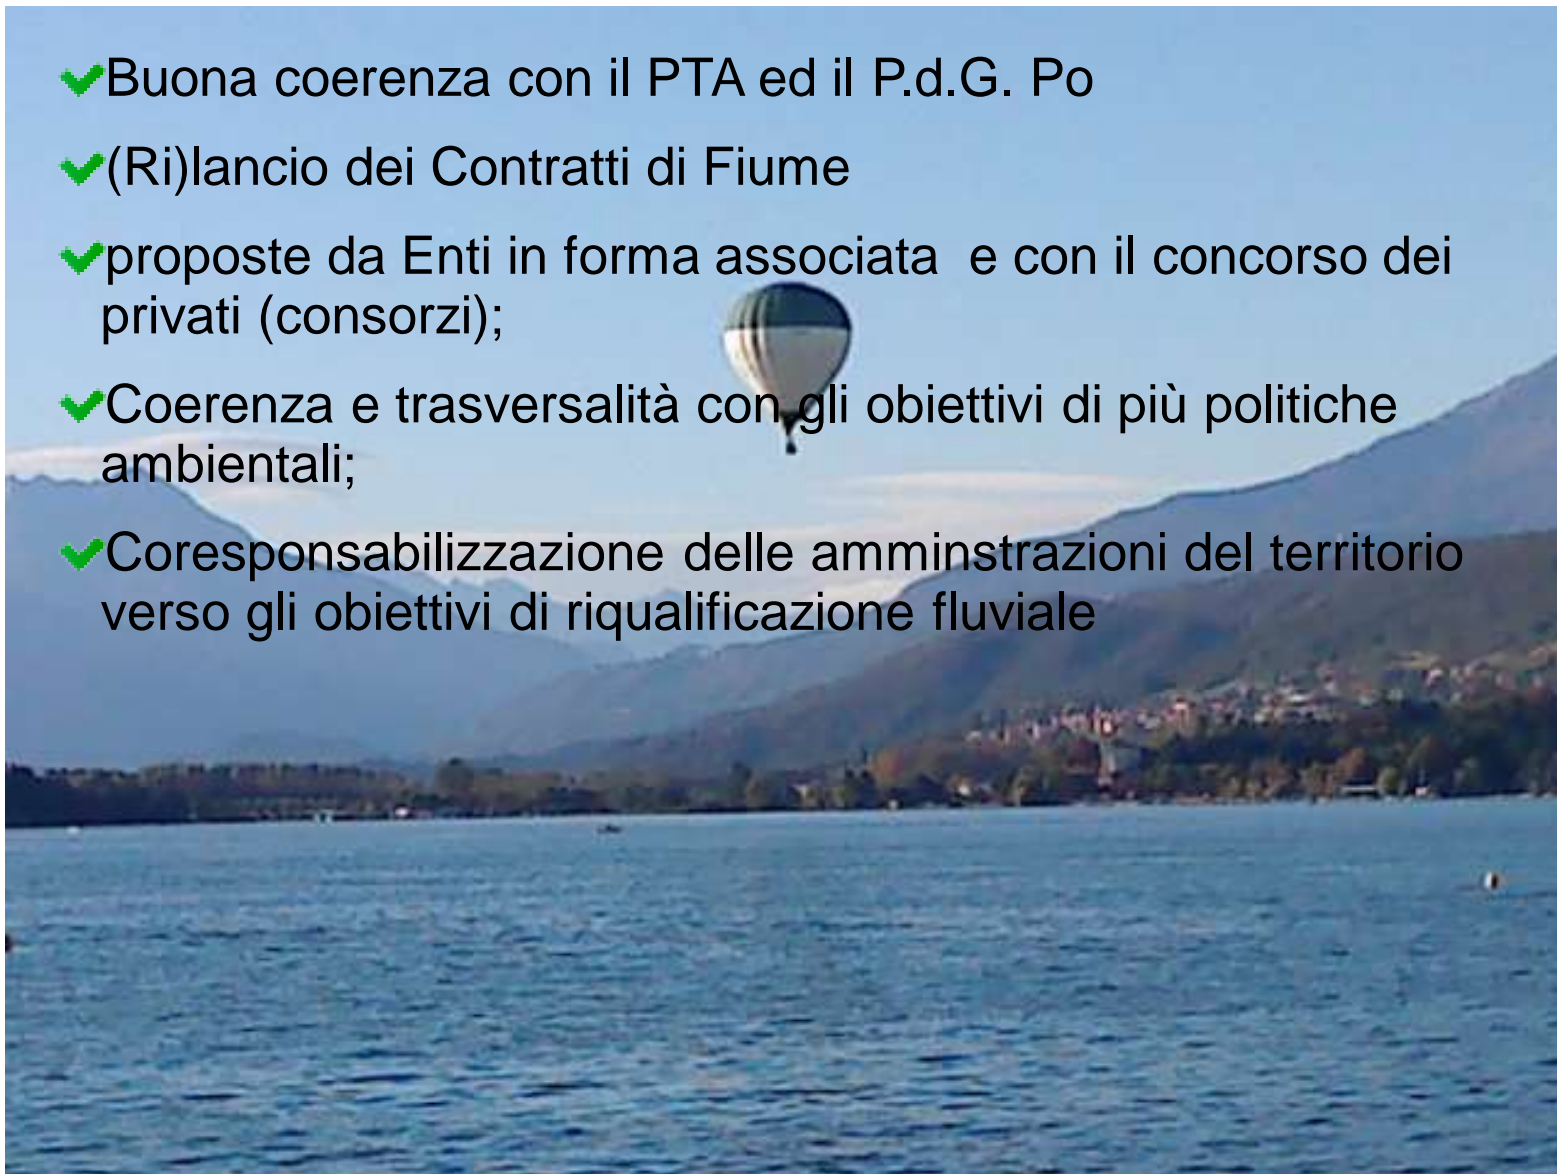 Buona coerenza con il PTA ed il P.d.G. Po
(Ri)lancio dei Contratti di Fiume
proposte da Enti in forma associata  e con il concorso dei
privati (consorzi);
Coerenza e trasversalità con gli obiettivi di più politiche
ambientali;
Coresponsabilizzazione delle amminstrazioni del territorio
verso gli obiettivi di riqualificazione fluviale